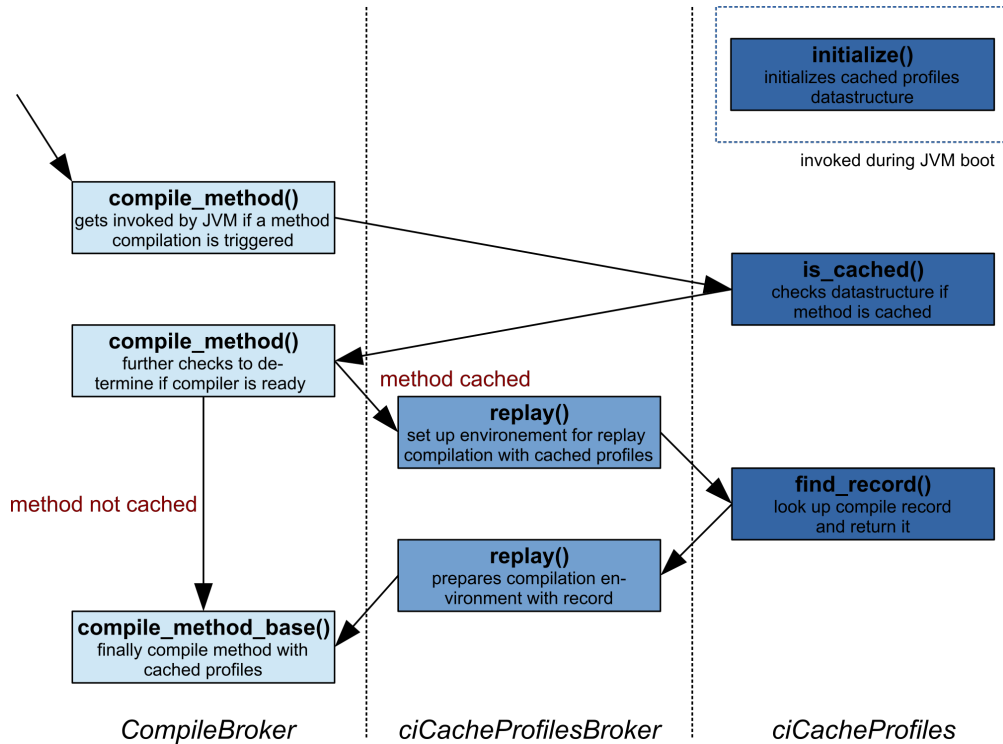 initialize()
initializes cached profiles
datastructure
invoked during JVM boot
compile_method()
gets invoked by JVM if a method
compilation is triggered
is_cached()
checks datastructure if
method is cached
compile_method()
further checks to de-
termine if compiler is ready
method cached
replay()
set up environement for replay
compilation with cached profiles
method not cached
find_record()
look up compile record
and return it
replay()
prepares compilation en-
vironment with record
compile_method_base()
finally compile method with
cached profiles
CompileBroker
ciCacheProfilesBroker
ciCacheProfiles